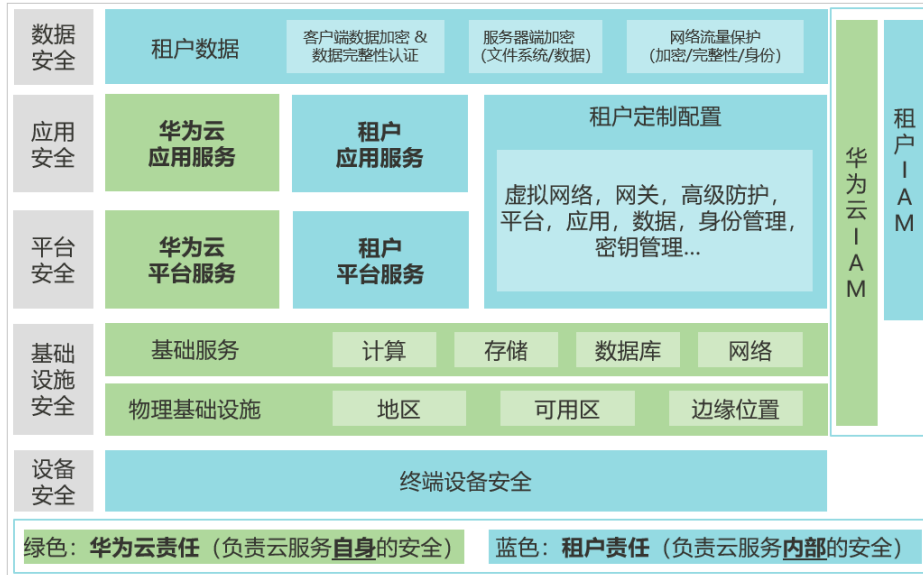 数据
安全
租户数据
客户端数据加密 &
数据完整性认证
服务器端加密
(文件系统/数据)
网络流量保护
(加密/完整性/身份)
应用
安全
华为云
应用服务
租户
应用服务
租户定制配置
虚拟网络，网关，高级防护，
平台，应用，数据，身份管理，
密钥管理...
平台
安全
华为云
平台服务
租户
平台服务
华为云IAM
租户IAM
基础
设施
安全
基础服务
计算
存储
数据库
网络
物理基础设施
地区
可用区
边缘位置
设备
安全
终端设备安全
绿色：华为云责任（负责云服务自身的安全）
蓝色：租户责任（负责云服务内部的安全）